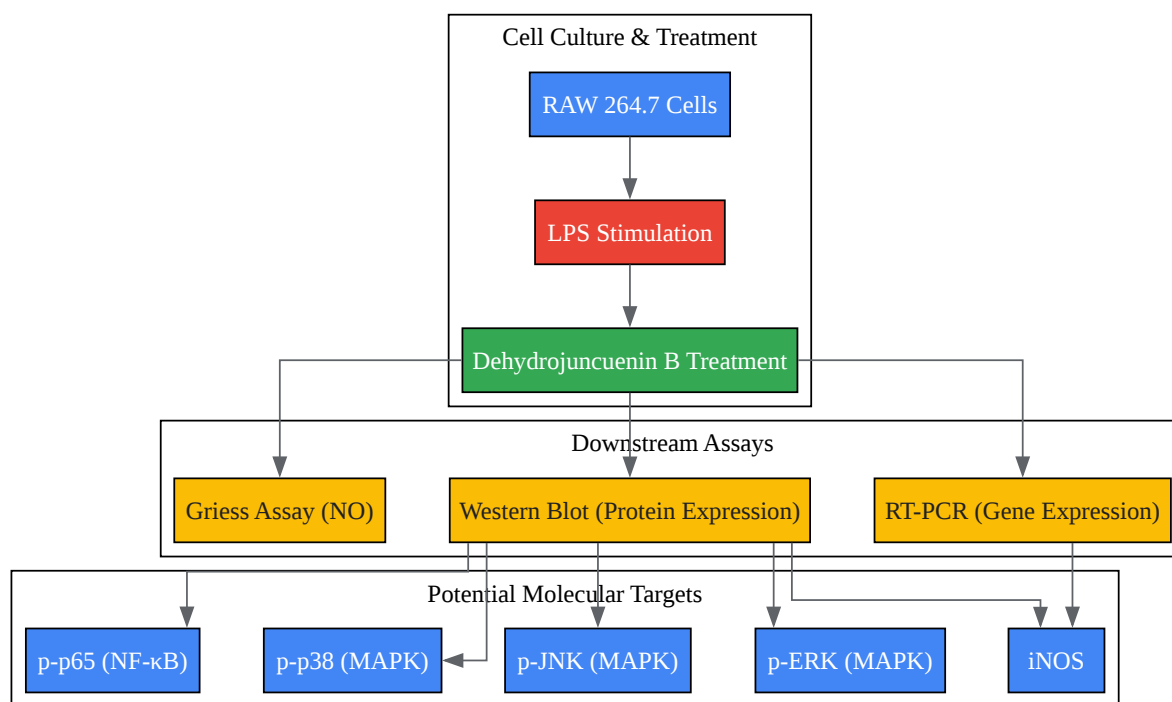 Cell Culture & Treatment
RAW 264.7 Cells
LPS Stimulation
Dehydrojuncuenin B Treatment
Downstream Assays
Griess Assay (NO)
Western Blot (Protein Expression)
RT-PCR (Gene Expression)
Potential Molecular Targets
p-p65 (NF-κB)
p-p38 (MAPK)
p-JNK (MAPK)
p-ERK (MAPK)
iNOS